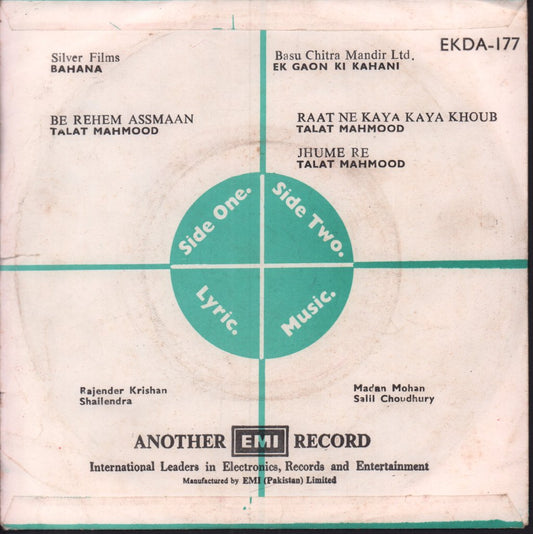 EKDA-177
Silver Films
BAHANA
BE REHEM ASSMAAN
TALAT MAHMOOD
Basu Chitra Mandir Ltd.
EK GAON KI KAHANI
RAAT NE KAYA KAYA KHOUB
TALAT MAHMOOD
JHUME RE
TALAT MAHMOOD
Side One.
Side Two.
Lyric.
Music.
Rajender Krishan
Shailendra
Madan Mohan
Salil Choudhury
ANOTHER EMI RECORD
International Leaders in Electronics, Records and Entertainment
Manufactured by EMI (Pakistan) Limited